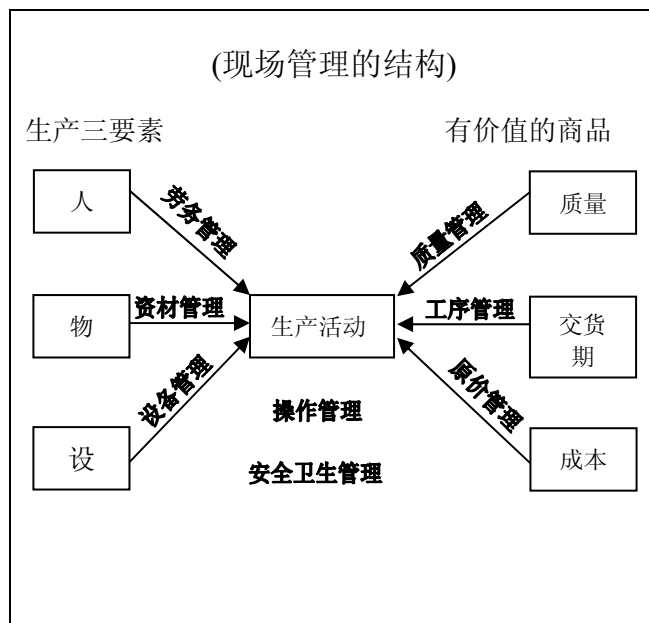 (现场管理的结构)
生产三要素
有价值的商品
人
劳务管理
质量管理
质量
物
资材管理
生产活动
工序管理
交货
期
设备管理
操作管理
原价管理
设
安全卫生管理
成本